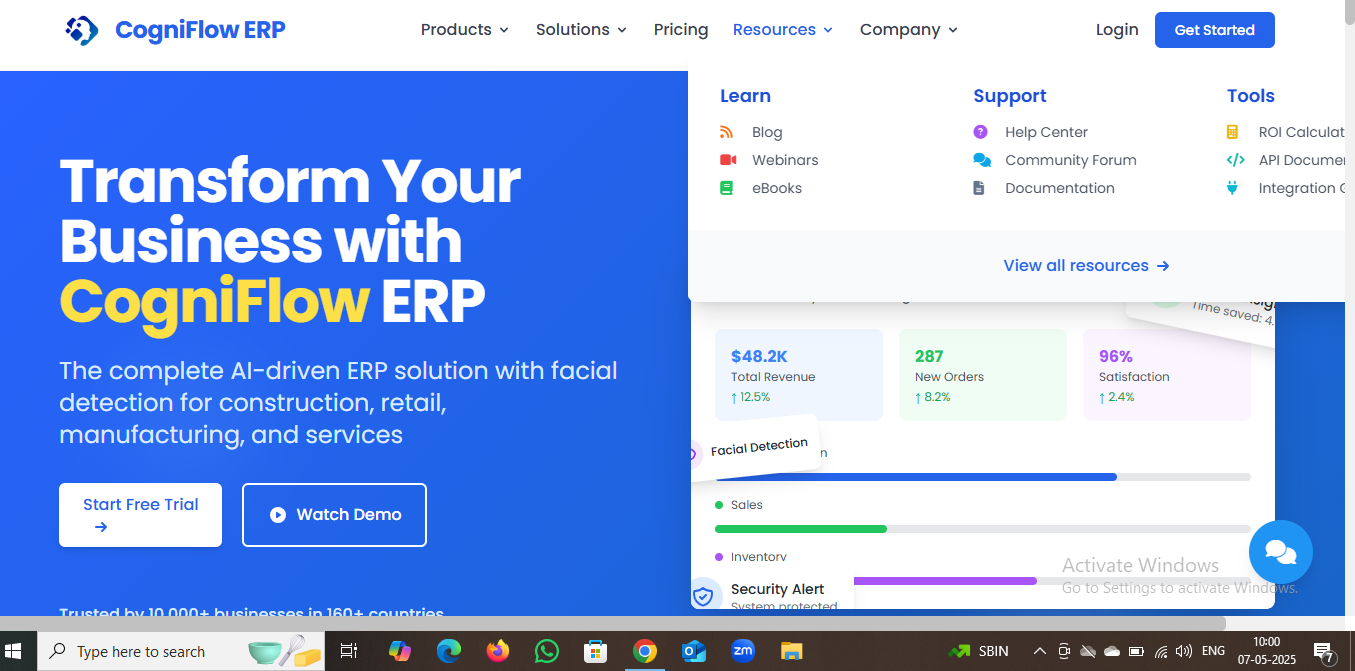 CogniFlow ERP
Products
Solutions
Pricing
Resources
Company
Login
Get Started
Learn
Blog
Webinars
eBooks
Support
Help Center
Community Forum
Documentation
Tools
ROI Calculat
API Docume
Integration
View all resources
Transform Your
Business with
CogniFlow ERP
The complete AI-driven ERP solution with facial
detection for construction, retail,
manufacturing, and services
Start Free Trial
Watch Demo
Trusted by 10,000+ businesses in 160+ countries
Time saved: 4.
$48.2K
Total Revenue
↑ 12.5%
287
New Orders
↑ 8.2%
96%
Satisfaction
↑ 2.4%
Facial Detection
Sales
Inventory
Security Alert
System protected
Activate Windows
Go to Settings to activate Windows.
Type here to search
zm
SBIN
ENG
10:00
07-05-2025
7